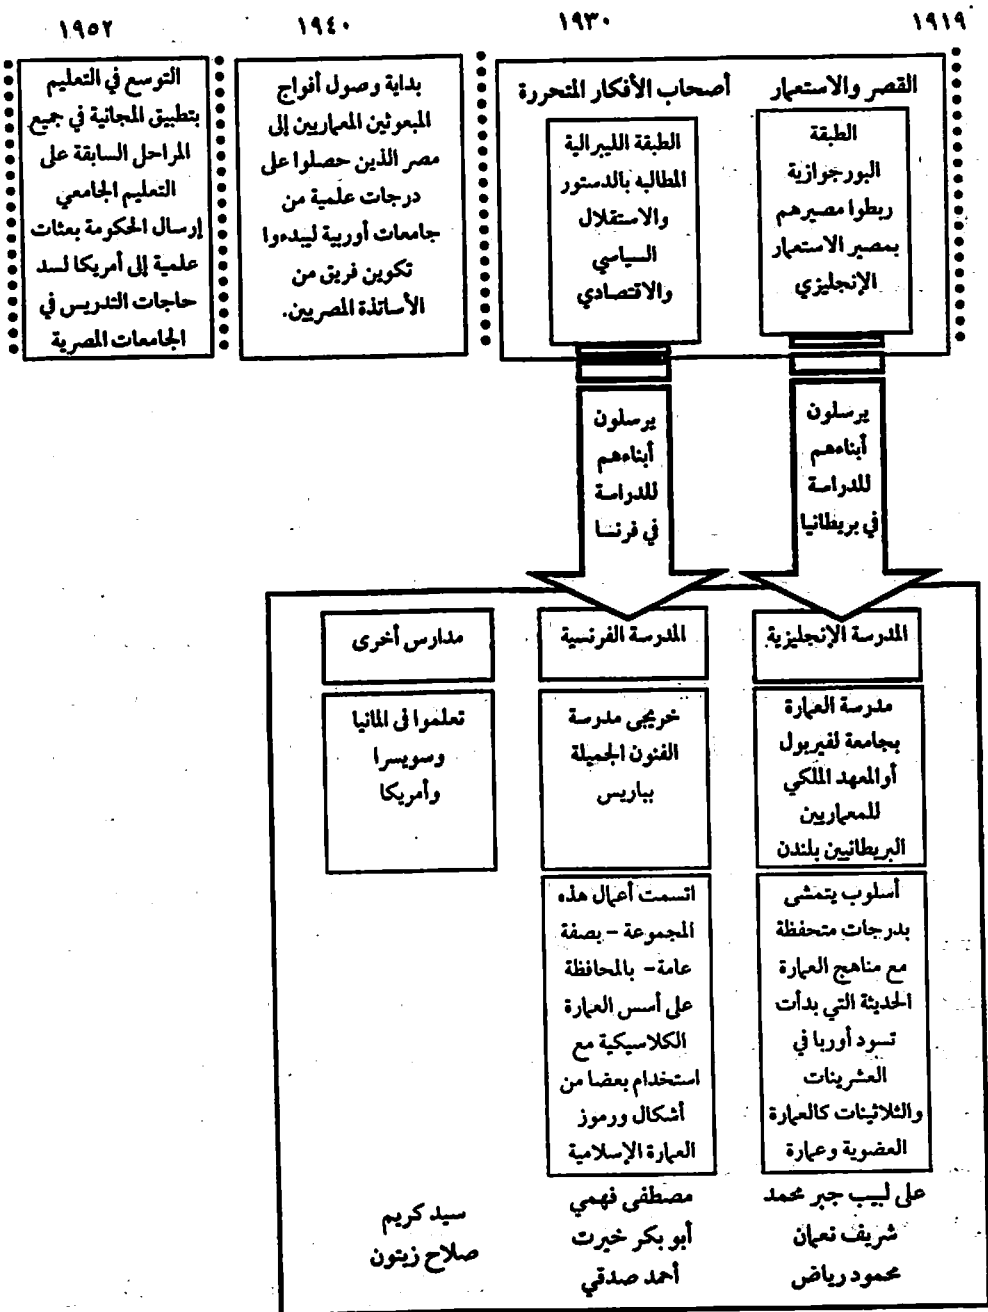 ١٩١٩
١٩٣٠
١٩٤٠
١٩٥٢
القصر والاستعمار
الطبقة
البورجوازية
ربطوا مصيرهم
بمصير الاستعمار
الإنجليزي
أصحاب الأفكار المتحررة
الطبقة الليبرالية
المطالبه بالدستور
والاستقلال
السياسي
والاقتصادي
بداية وصول أفواج
المبعوثين المعماريين إلى
مصر الذين حصلوا على
درجات علمية من
جامعات أوربية ليبدءوا
تكوين فريق من
الأساتذة المصريين.
التوسع في التعليم
بتطبيق المجانية في جميع
المراحل السابقة على
التعليم الجامعي
إرسال الحكومة بعثات
علمية إلى أمريكا لسد
حاجات التدريس في
الجامعات المصرية
يرسلون
أبناءهم
للدراسة
في بريطانيا
يرسلون
أبناءهم
للدراسة
في فرنسا
المدرسة الإنجليزية
مدرسة العمارة
بجامعة لفيربول
أوالمعهد الملكي
للمعماريين
البريطانيين بلندن
أسلوب يتمشى
بدرجات متحفظة
مع مناهج العمارة
الحديثة التي بدأت
تسود أوربا في
العشرينات
والثلاثينات كالعمارة
العضوية وعمارة
على لبيب جبر محمد
شريف نعمان
محمود رياض
المدرسة الفرنسية
خريجى مدرسة
الفنون الجميلة
بباريس
اتسمت أعمال هذه
المجموعة – بصفة
عامة- بالمحافظة
على أسس العمارة
الكلاسيكية مع
استخدام بعضا من
أشكال ورموز
العمارة الإسلامية
مصطفى فهمي
أبو بكر خيرت
أحمد صدقي
مدارس أخرى
تعلموا فى المانيا
وسويسرا
وأمريكا
سيد كريم
صلاح زيتون